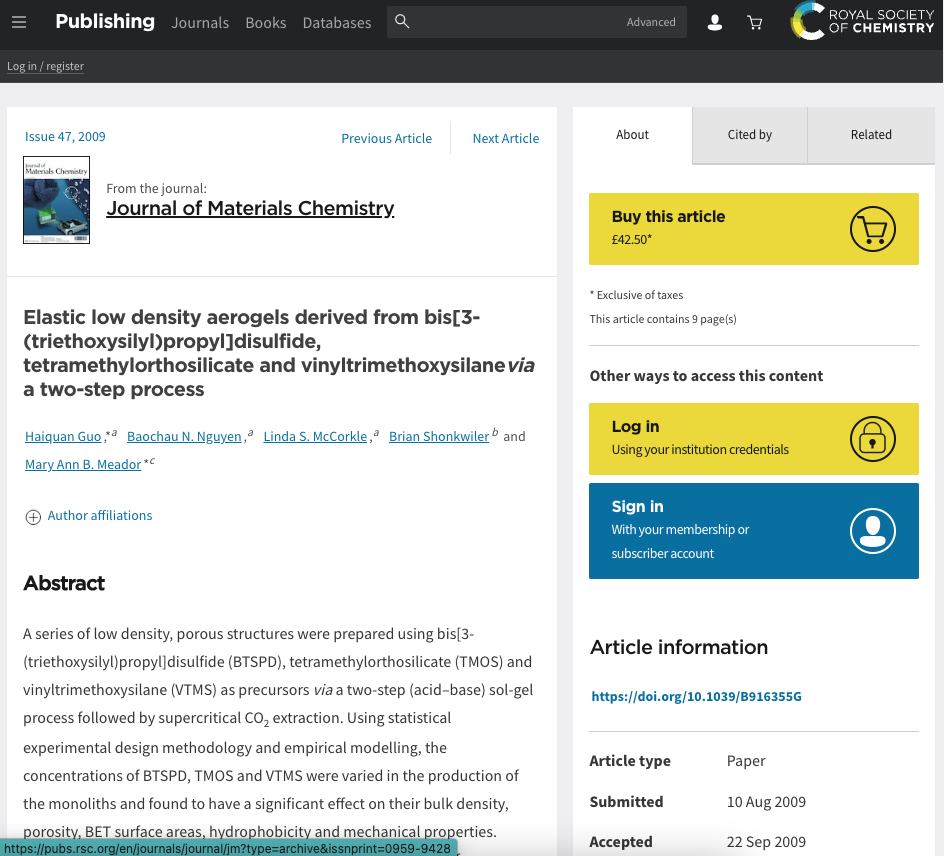 Publishing
Journals
Books
Databases
Advanced
ROYAL SOCIETY
OF CHEMISTRY
Log in / register
Issue 47, 2009
Previous Article
Next Article
Journal of
Materials Chemistry
From the journal:
Journal of Materials Chemistry
Elastic low density aerogels derived from bis[3-
(triethoxysilyl)propyl]disulfide,
tetramethylorthosilicate and vinyltrimethoxysilane via
a two-step process
Haiquan Guo,*a Baochau N. Nguyen,a Linda S. McCorkle,a Brian Shonkwiler b and
Mary Ann B. Meador*c
Author affiliations
Abstract
A series of low density, porous structures were prepared using bis[3-
(triethoxysilyl)propyl]disulfide (BTSPD), tetramethylorthosilicate (TMOS) and
vinyltrimethoxysilane (VTMS) as precursors via a two-step (acid–base) sol-gel
process followed by supercritical CO2 extraction. Using statistical
experimental design methodology and empirical modelling, the
concentrations of BTSPD, TMOS and VTMS were varied in the production of
the monoliths and found to have a significant effect on their bulk density,
porosity, BET surface areas, hydrophobicity and mechanical properties.
https://pubs.rsc.org/en/journals/journal/jm?type=archive&issnprint=0959-9428
About
Cited by
Related
Buy this article
£42.50*
* Exclusive of taxes
This article contains 9 page(s)
Other ways to access this content
Log in
Using your institution credentials
Sign in
With your membership or
subscriber account
Article information
https://doi.org/10.1039/B916355G
Article type Paper
Submitted 10 Aug 2009
Accepted 22 Sep 2009